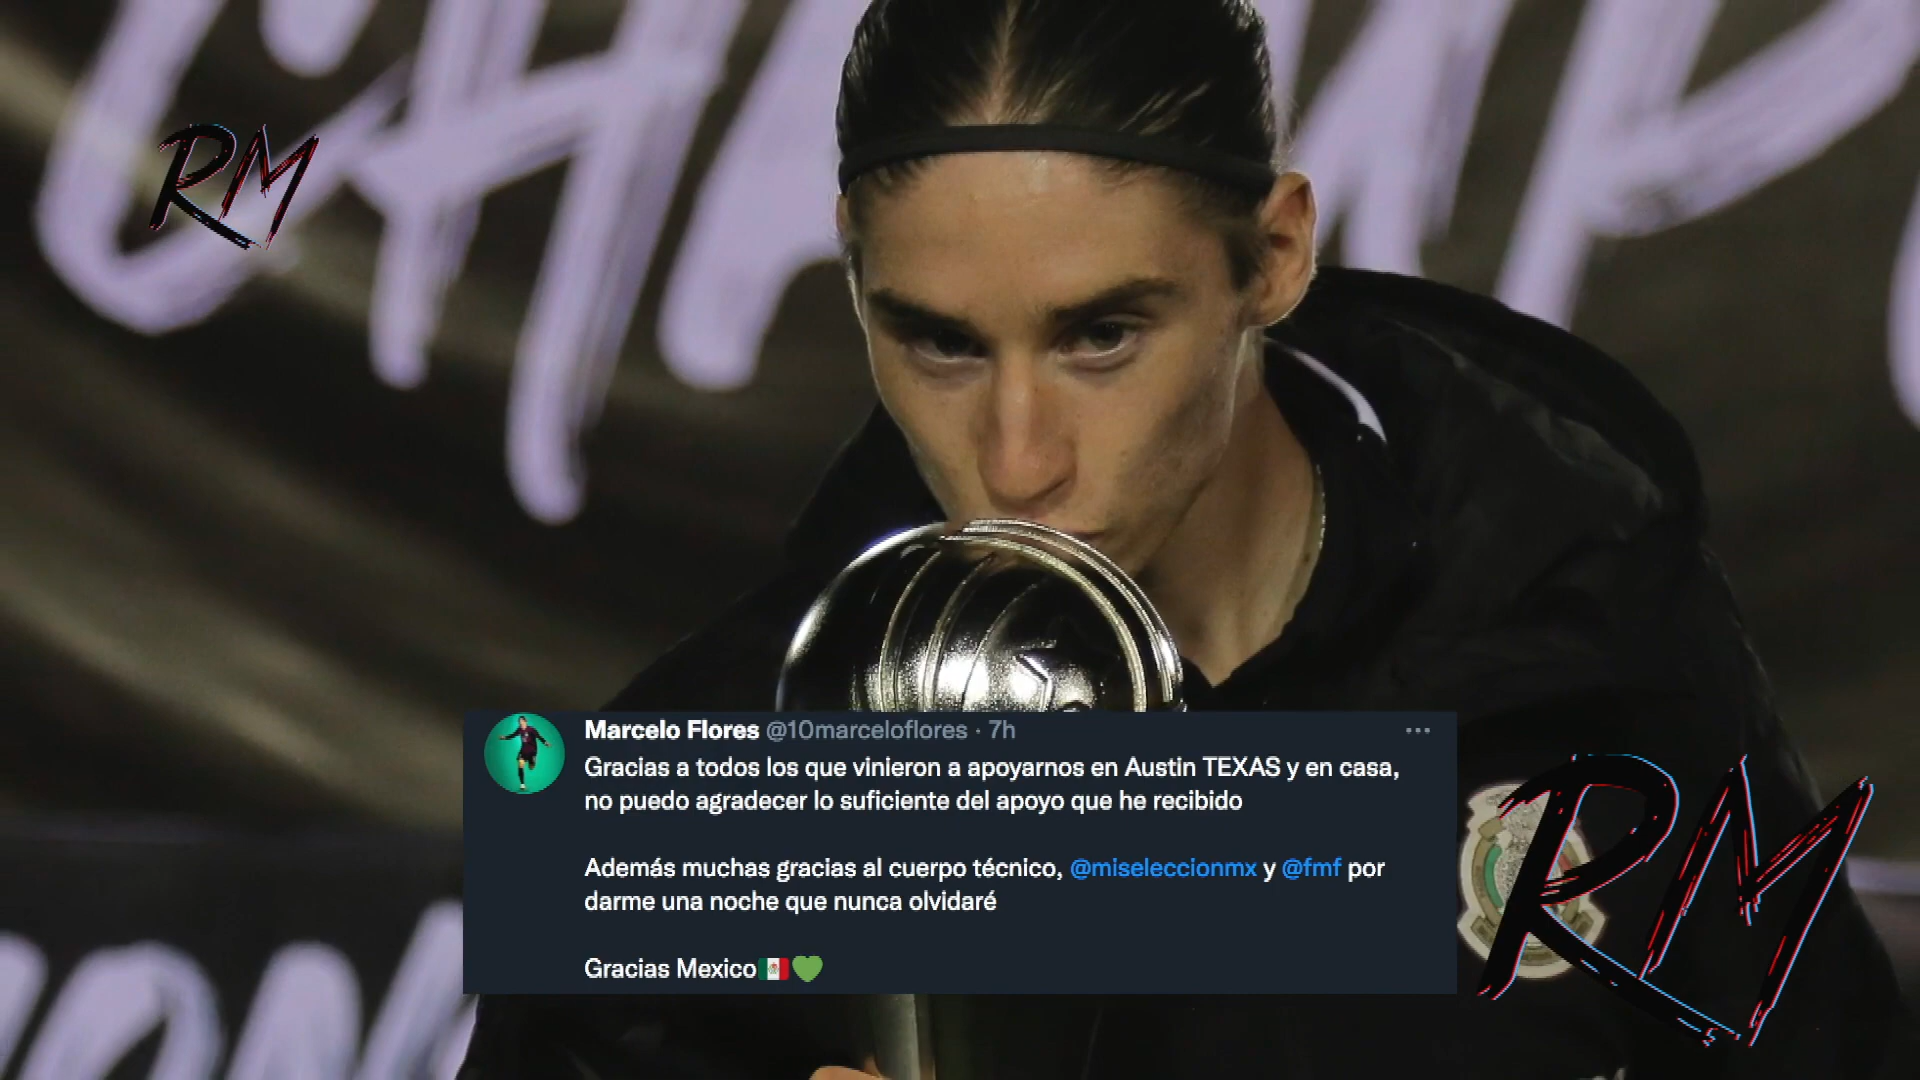 CHAMPI
RM
Marcelo Flores @10marceloflores · 7h
Gracias a todos los que vinieron a apoyarnos en Austin TEXAS y en casa,
no puedo agradecer lo suficiente del apoyo que he recibido
Además muchas gracias al cuerpo técnico, @miseleccionmx y @fmf por
darme una noche que nunca olvidaré
Gracias Mexico🇲🇽💚
RM